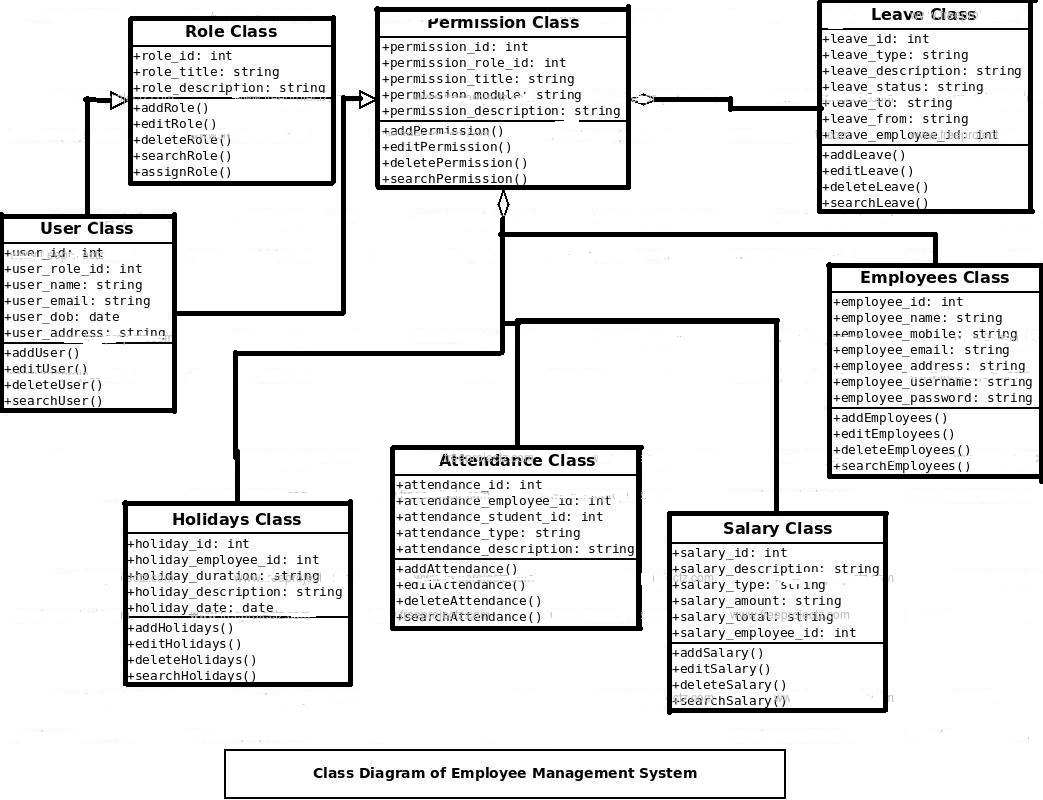 Role Class
+role_id: int
+role_title: string
+role_description: string
+addRole()
+editRole()
+deleteRole()
+searchRole()
+assignRole()
Permission Class
+permission_id: int
+permission_role_id: int
+permission_title: string
+permission_module: string
+permission_description: string
+addPermission()
+editPermission()
+deletePermission()
+searchPermission()
Leave Class
+leave_id: int
+leave_type: string
+leave_description: string
+leave_status: string
+leave_to: string
+leave_from: string
+leave_employee_id: int
+addLeave()
+editLeave()
+deleteLeave()
+searchLeave()
User Class
+user_id: int
+user_role_id: int
+user_name: string
+user_email: string
+user_dob: date
+user_address: string
+addUser()
+editUser()
+deleteUser()
+searchUser()
Employees Class
+employee_id: int
+employee_name: string
+employee_mobile: string
+employee_email: string
+employee_address: string
+employee_username: string
+employee_password: string
+addEmployees()
+editEmployees()
+deleteEmployees()
+searchEmployees()
Holidays Class
+holiday_id: int
+holiday_employee_id: int
+holiday_duration: string
+holiday_description: string
+holiday_date: date
+addHolidays()
+editHolidays()
+deleteHolidays()
+searchHolidays()
Attendance Class
+attendance_id: int
+attendance_employee_id: int
+attendance_student_id: int
+attendance_type: string
+attendance_description: string
+addAttendance()
+editAttendance()
+deleteAttendance()
+searchAttendance()
Salary Class
+salary_id: int
+salary_description: string
+salary_type: string
+salary_amount: string
+salary_total: string
+salary_employee_id: int
+addSalary()
+editSalary()
+deleteSalary()
+searchSalary()
Class Diagram of Employee Management System